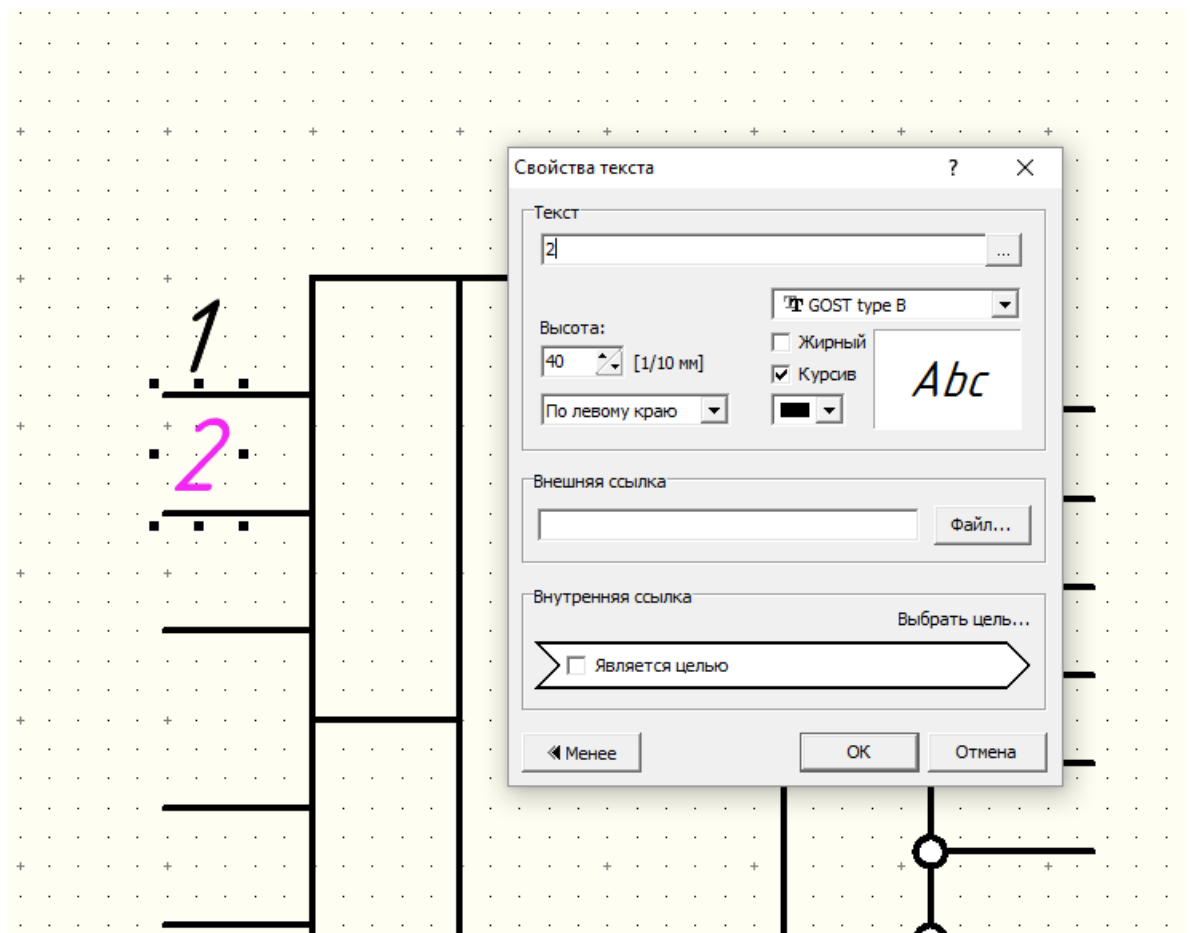 Свойства текста ?
Текст
2
...
GOST type B
Высота:
40 [1/10 мм]
Жирный
Курсив
Abc
По левому краю
1
2
Внешняя ссылка
Файл...
Внутренняя ссылка
Выбрать цель...
Является целью
Менее
OK
Отмена